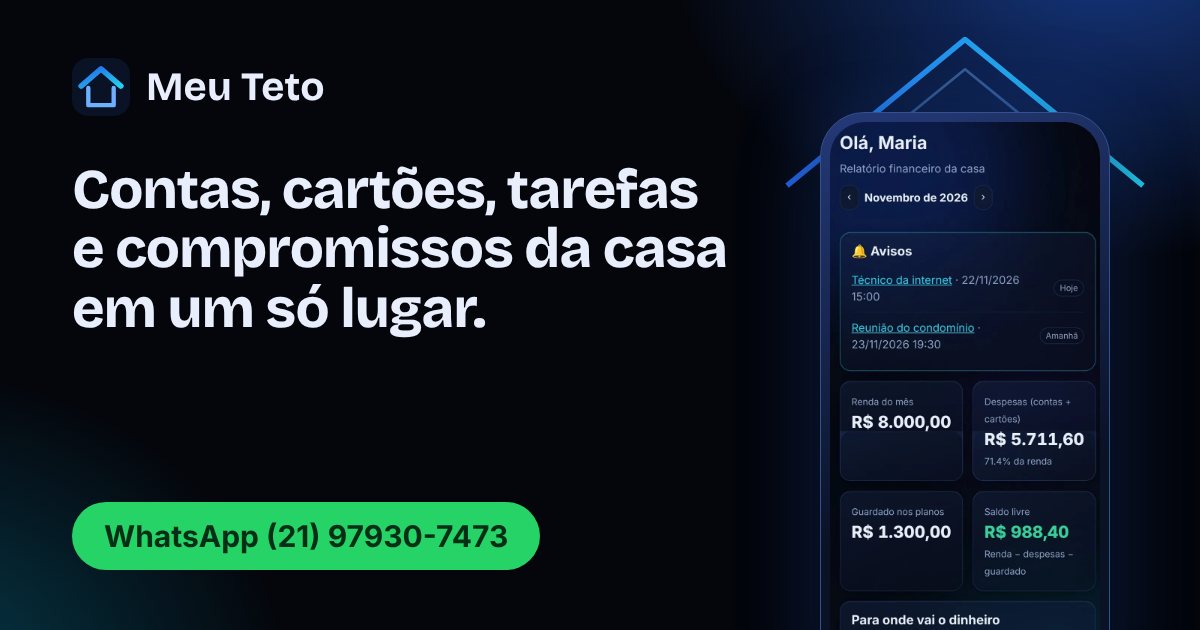 Meu Teto
Contas, cartões, tarefas
e compromissos da casa
em um só lugar.
WhatsApp (21) 97930-7473
Olá, Maria
Relatório financeiro da casa
‹ Novembro de 2026 ›
🔔 Avisos
Técnico da internet · 22/11/2026
15:00
Hoje
Reunião do condomínio ·
23/11/2026 19:30
Amanhã
Renda do mês
R$ 8.000,00
Despesas (contas +
cartões)
R$ 5.711,60
71.4% da renda
Guardado nos planos
R$ 1.300,00
Saldo livre
R$ 988,40
Renda − despesas −
guardado
Para onde vai o dinheiro